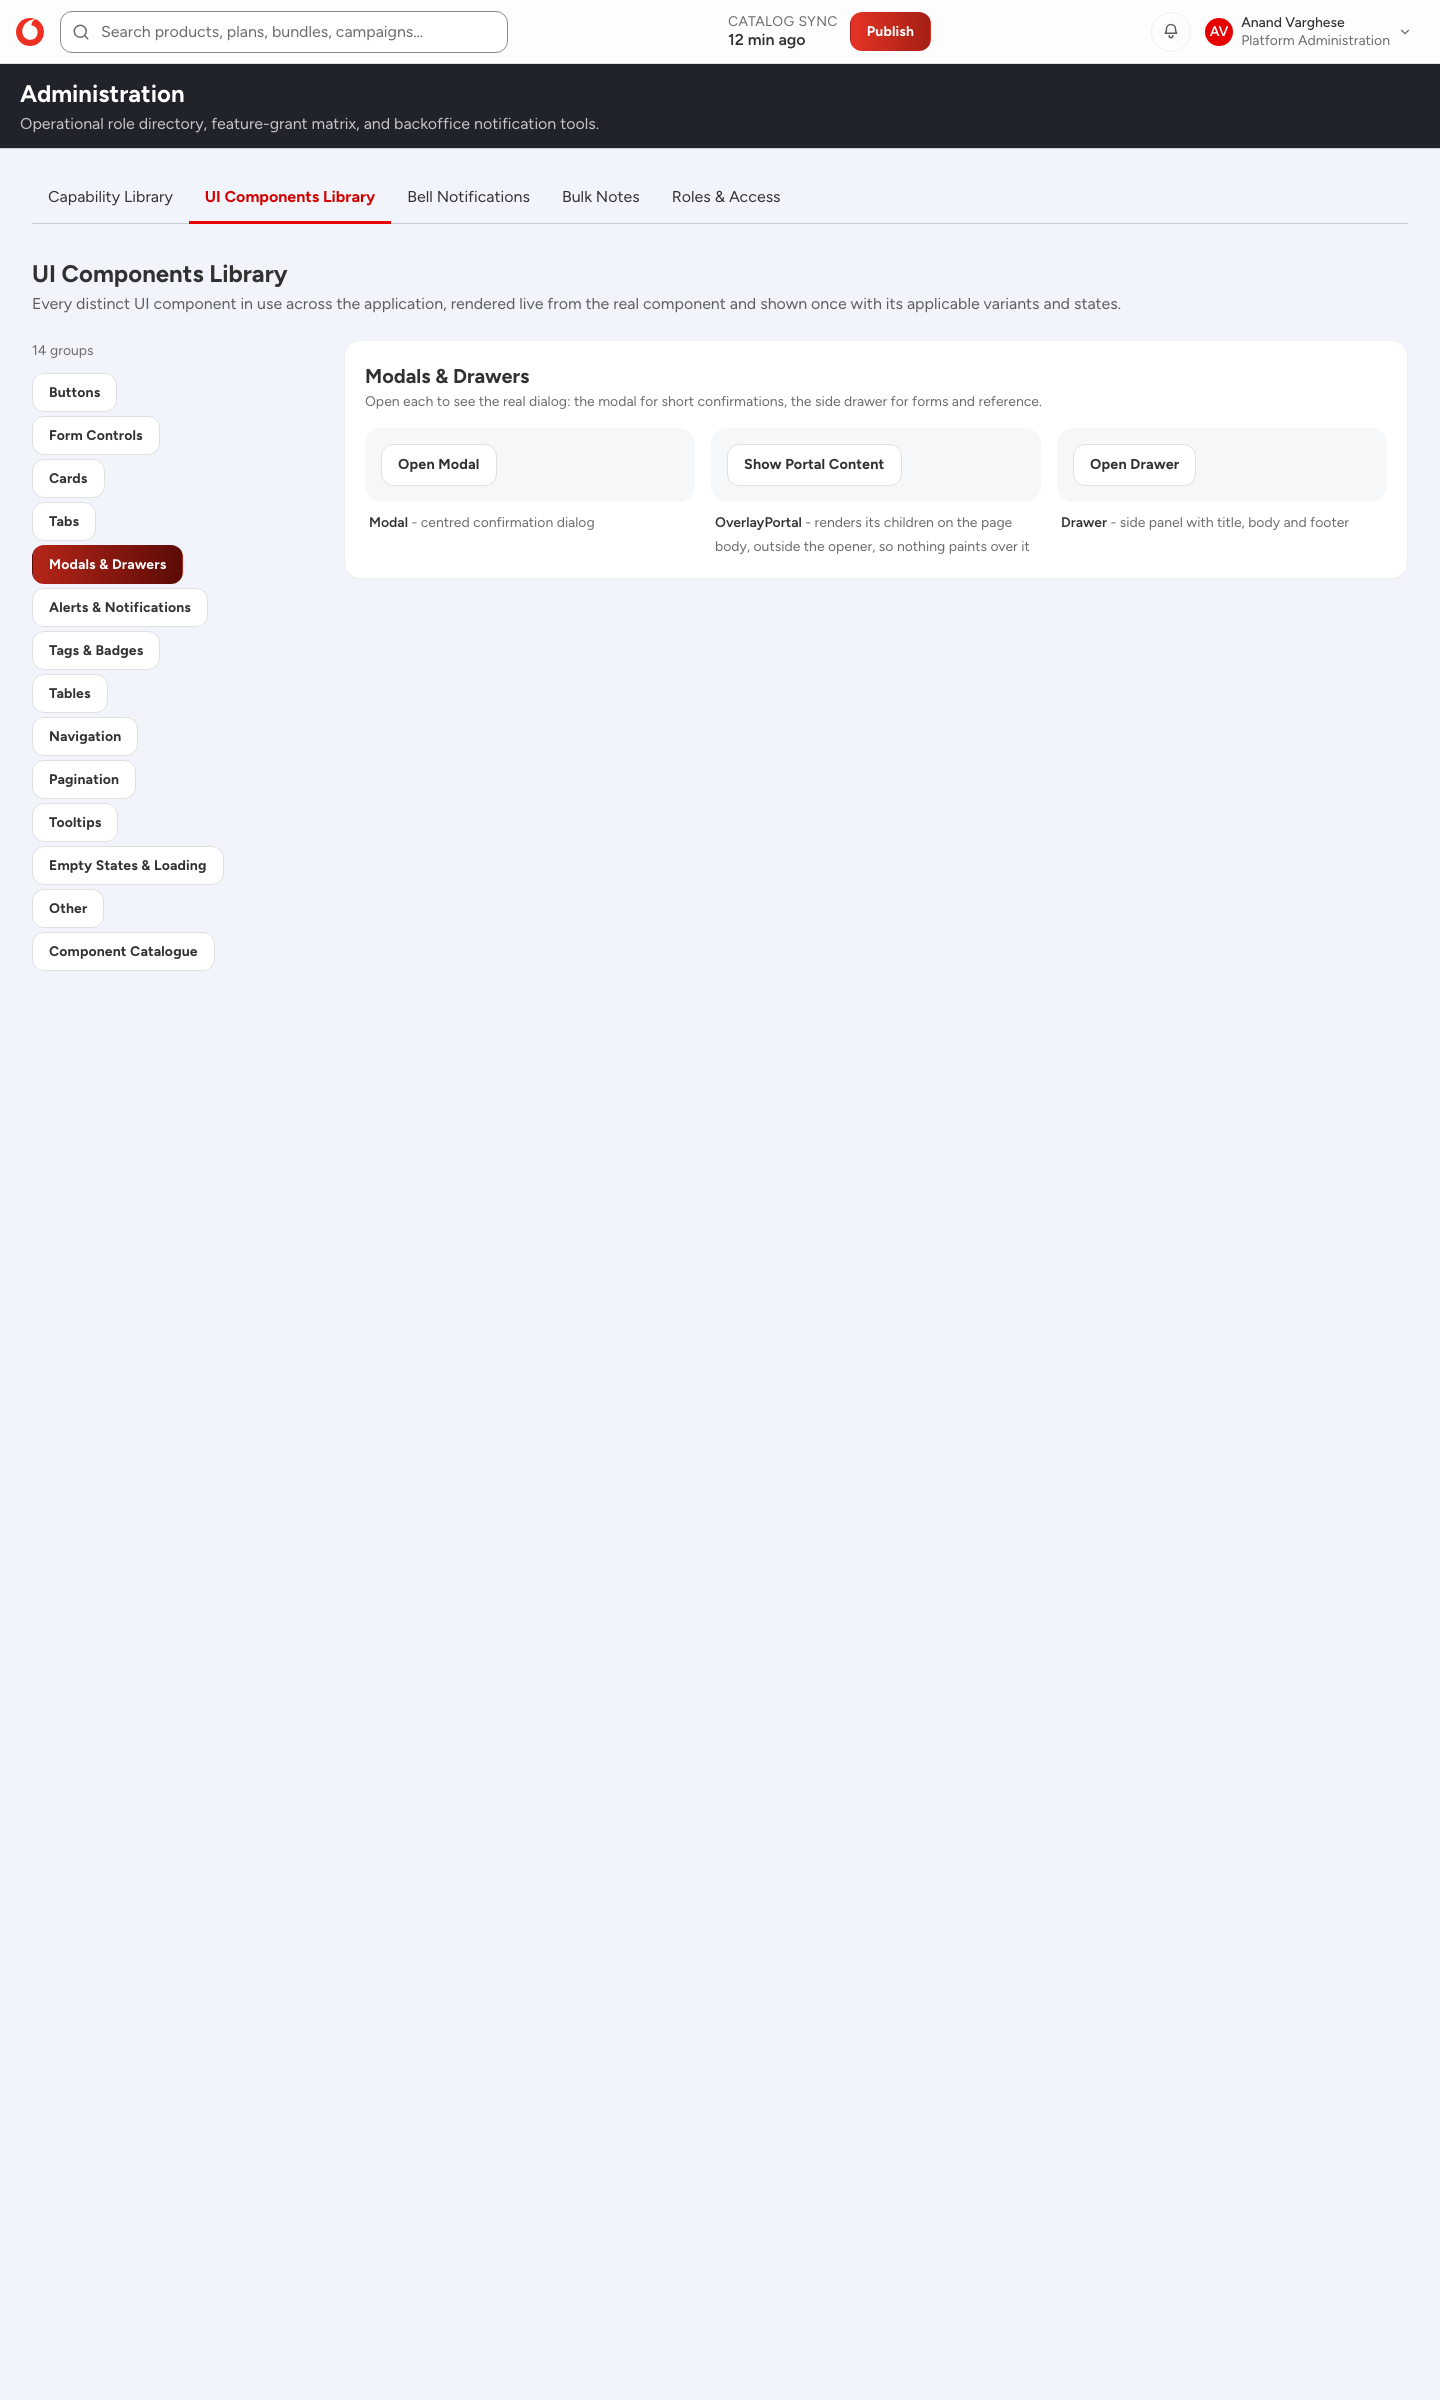 Search products, plans, bundles, campaigns...
CATALOG SYNC
12 min ago
Publish
AV
Anand Varghese
Platform Administration
Administration
Operational role directory, feature-grant matrix, and backoffice notification tools.
Capability Library
UI Components Library
Bell Notifications
Bulk Notes
Roles & Access
UI Components Library
Every distinct UI component in use across the application, rendered live from the real component and shown once with its applicable variants and states.
14 groups
Buttons
Form Controls
Cards
Tabs
Modals & Drawers
Alerts & Notifications
Tags & Badges
Tables
Navigation
Pagination
Tooltips
Empty States & Loading
Other
Component Catalogue
Modals & Drawers
Open each to see the real dialog: the modal for short confirmations, the side drawer for forms and reference.
Open Modal
Modal - centred confirmation dialog
Show Portal Content
OverlayPortal - renders its children on the page
body, outside the opener, so nothing paints over it
Open Drawer
Drawer - side panel with title, body and footer